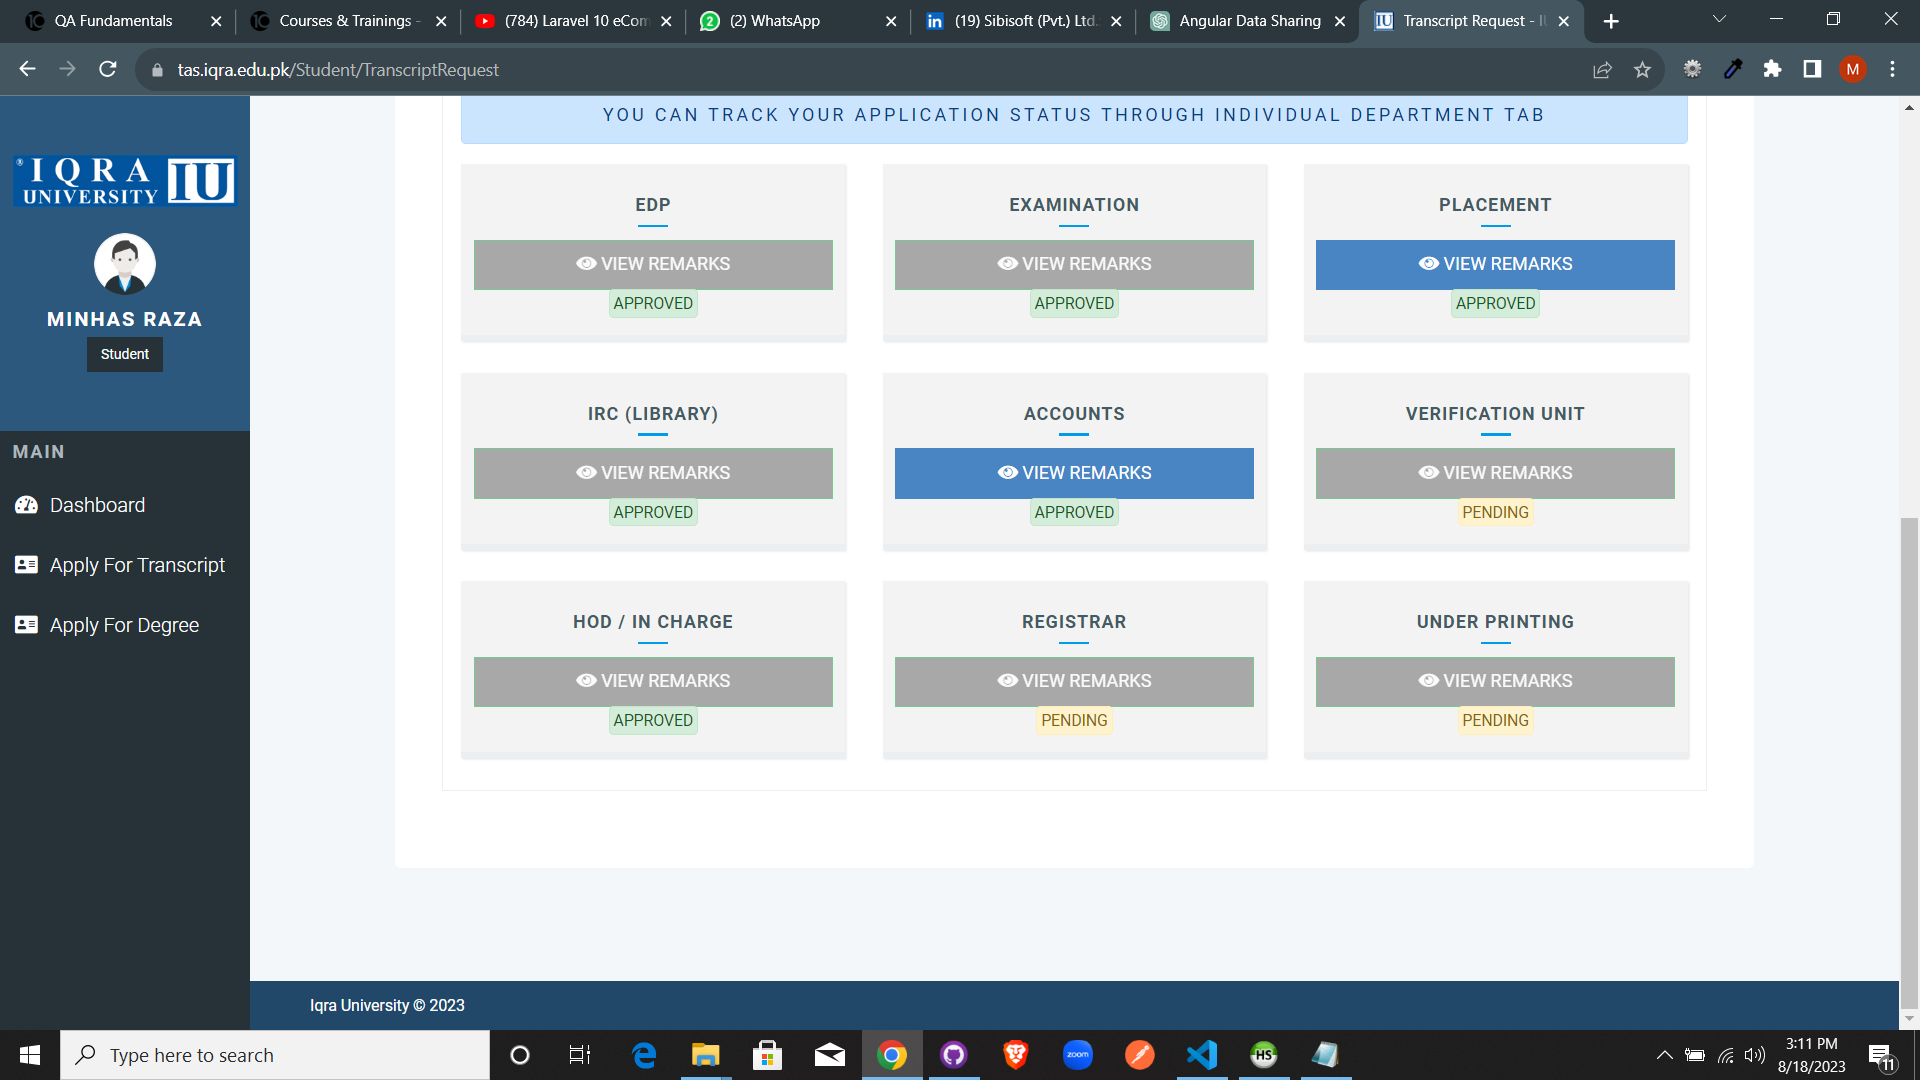 QA Fundamentals
Courses & Trainings -
(784) Laravel 10 eCom
(2) WhatsApp
(19) Sibisoft (Pvt.) Ltd.
Angular Data Sharing
Transcript Request - IU
tas.iqra.edu.pk/Student/TranscriptRequest
M
YOU CAN TRACK YOUR APPLICATION STATUS THROUGH INDIVIDUAL DEPARTMENT TAB
® IQRA UNIVERSITY IU
MINHAS RAZA
Student
MAIN
Dashboard
Apply For Transcript
Apply For Degree
EDP
VIEW REMARKS
APPROVED
EXAMINATION
VIEW REMARKS
APPROVED
PLACEMENT
VIEW REMARKS
APPROVED
IRC (LIBRARY)
VIEW REMARKS
APPROVED
ACCOUNTS
VIEW REMARKS
APPROVED
VERIFICATION UNIT
VIEW REMARKS
PENDING
HOD / IN CHARGE
VIEW REMARKS
APPROVED
REGISTRAR
VIEW REMARKS
PENDING
UNDER PRINTING
VIEW REMARKS
PENDING
Iqra University © 2023
Type here to search
zoom
HS
3:11 PM
8/18/2023
11